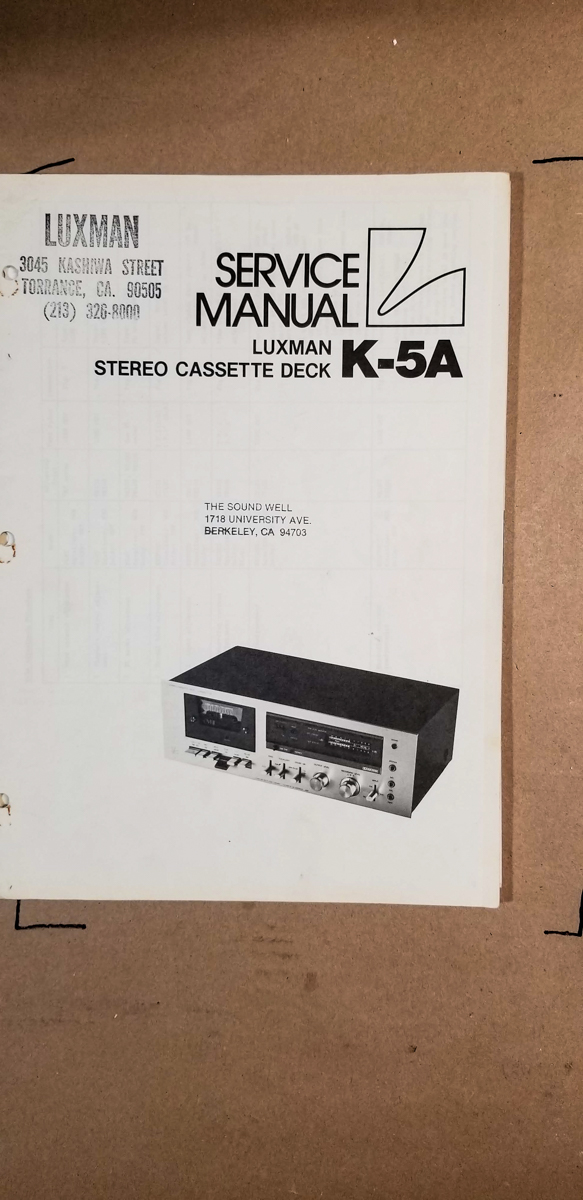 LUXMAN
3045 KASHIWA STREET
TORRANCE, CA. 90505
(213) 326-8000
SERVICE
MANUAL
LUXMAN
STEREO CASSETTE DECK K-5A
THE SOUND WELL
1718 UNIVERSITY AVE.
BERKELEY, CA 94703